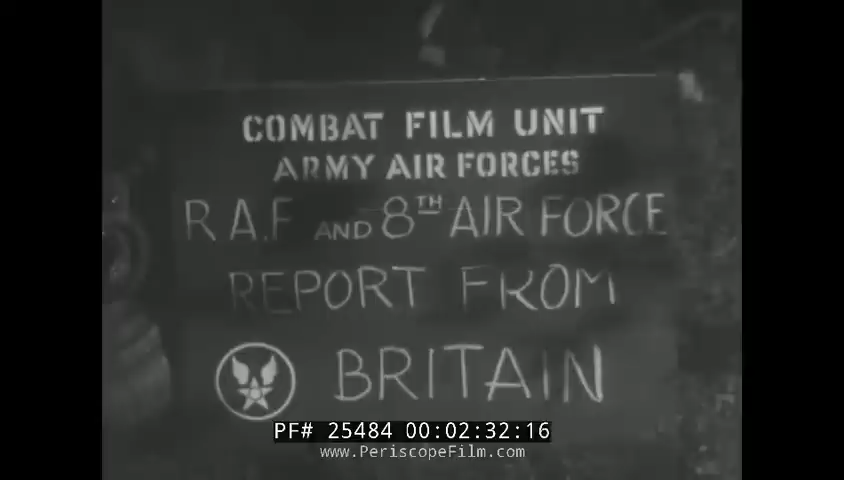 COMBAT FILM UNIT
ARMY AIR FORCES
R.A.F AND 8TH AIR FORCE
REPORT FROM
BRITAIN
PF# 25484 00:02:32:16
www.PeriscopeFilm.com